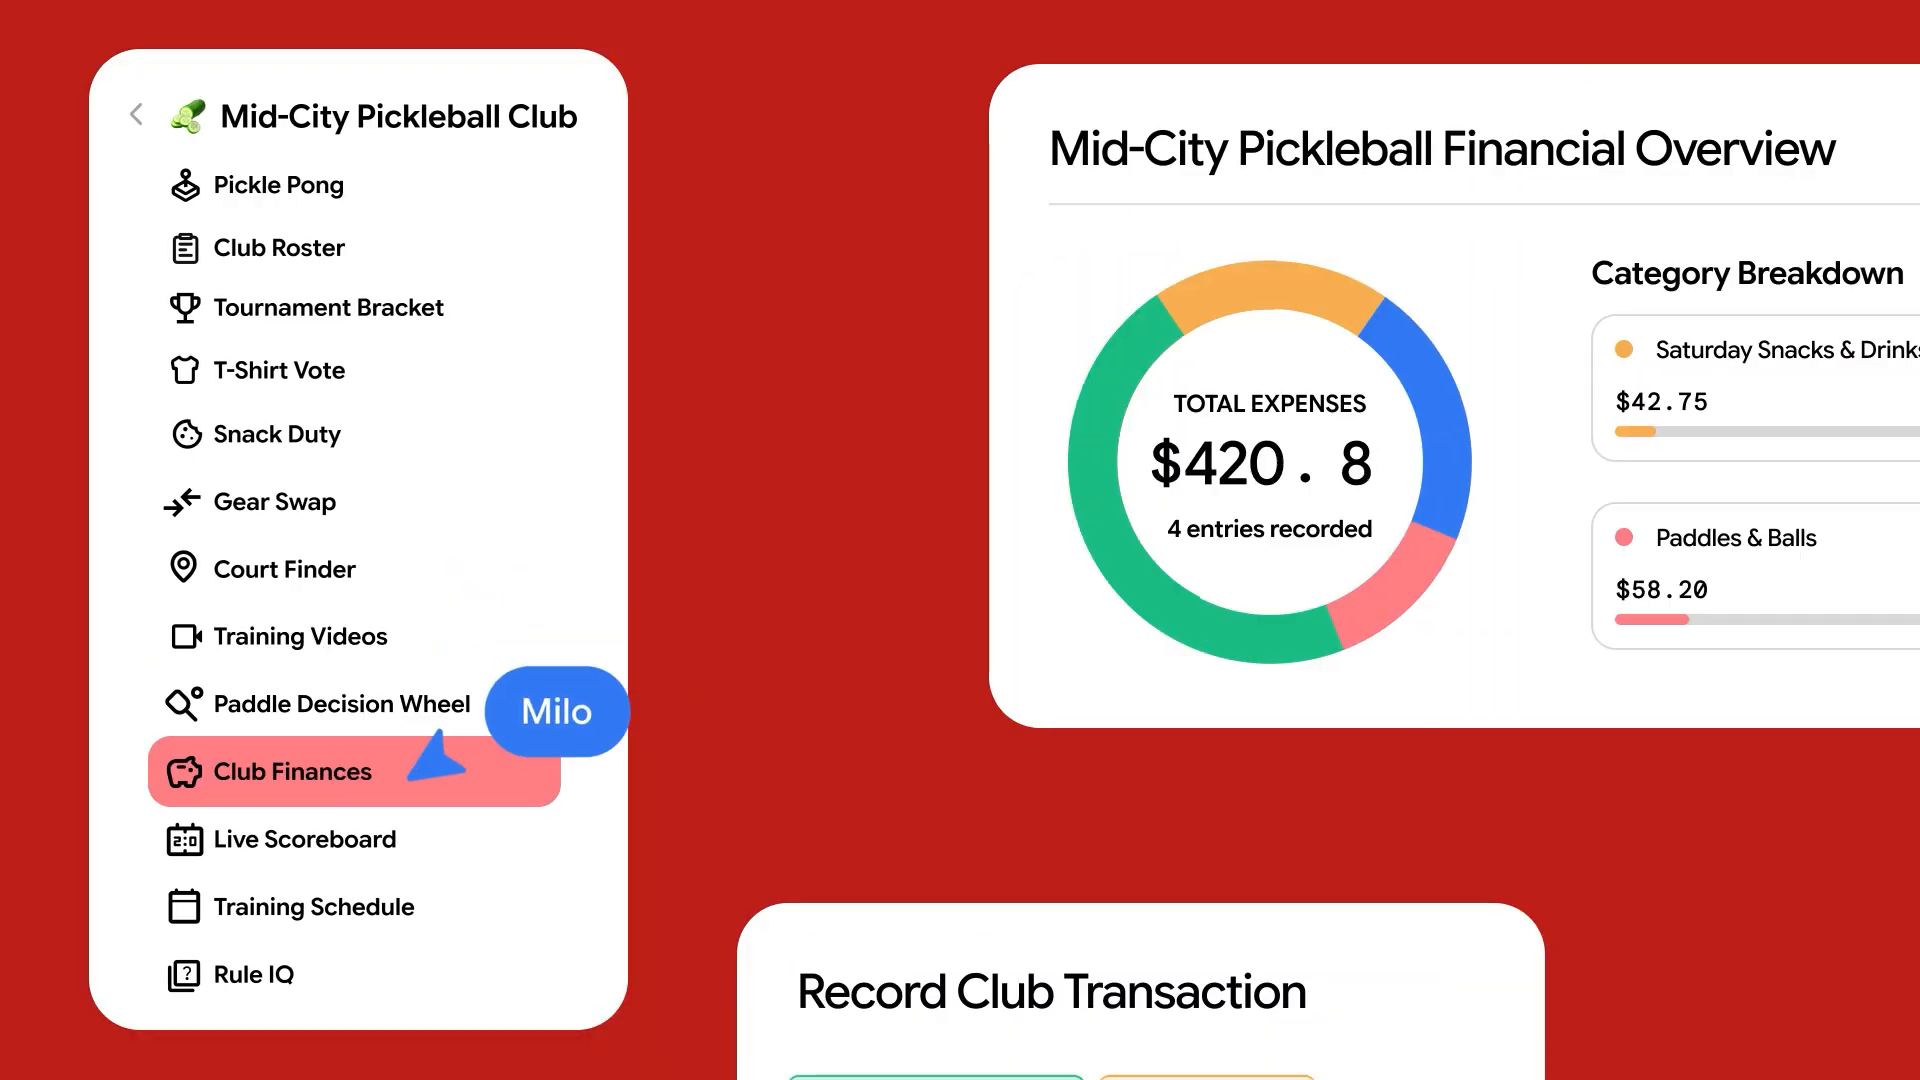 Mid-City Pickleball Club
Pickle Pong
Club Roster
Tournament Bracket
T-Shirt Vote
Snack Duty
Gear Swap
Court Finder
Training Videos
Paddle Decision Wheel
Milo
Club Finances
2:0
Live Scoreboard
Training Schedule
?
Rule IQ
Mid-City Pickleball Financial Overview
TOTAL EXPENSES
$420. 8
4 entries recorded
Category Breakdown
Saturday Snacks & Drinks
$42.75
Paddles & Balls
$58.20
Record Club Transaction